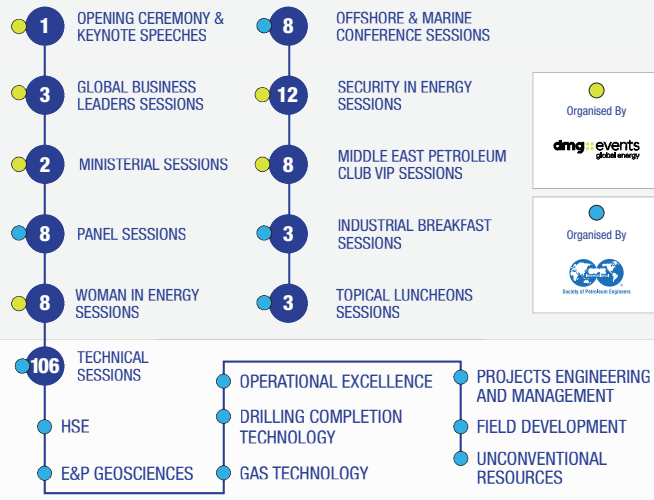 1
OPENING CEREMONY &
KEYNOTE SPEECHES
3
GLOBAL BUSINESS
LEADERS SESSIONS
2
MINISTERIAL SESSIONS
8
PANEL SESSIONS
8
WOMAN IN ENERGY
SESSIONS
106
TECHNICAL
SESSIONS
HSE
E&P GEOSCIENCES
OPERATIONAL EXCELLENCE
DRILLING COMPLETION
TECHNOLOGY
GAS TECHNOLOGY
PROJECTS ENGINEERING
AND MANAGEMENT
FIELD DEVELOPMENT
UNCONVENTIONAL
RESOURCES
8
OFFSHORE & MARINE
CONFERENCE SESSIONS
12
SECURITY IN ENERGY
SESSIONS
8
MIDDLE EAST PETROLEUM
CLUB VIP SESSIONS
3
INDUSTRIAL BREAKFAST
SESSIONS
3
TOPICAL LUNCHEONS
SESSIONS
Organised By
dmg::events
global energy
Organised By
Society of Petroleum Engineers